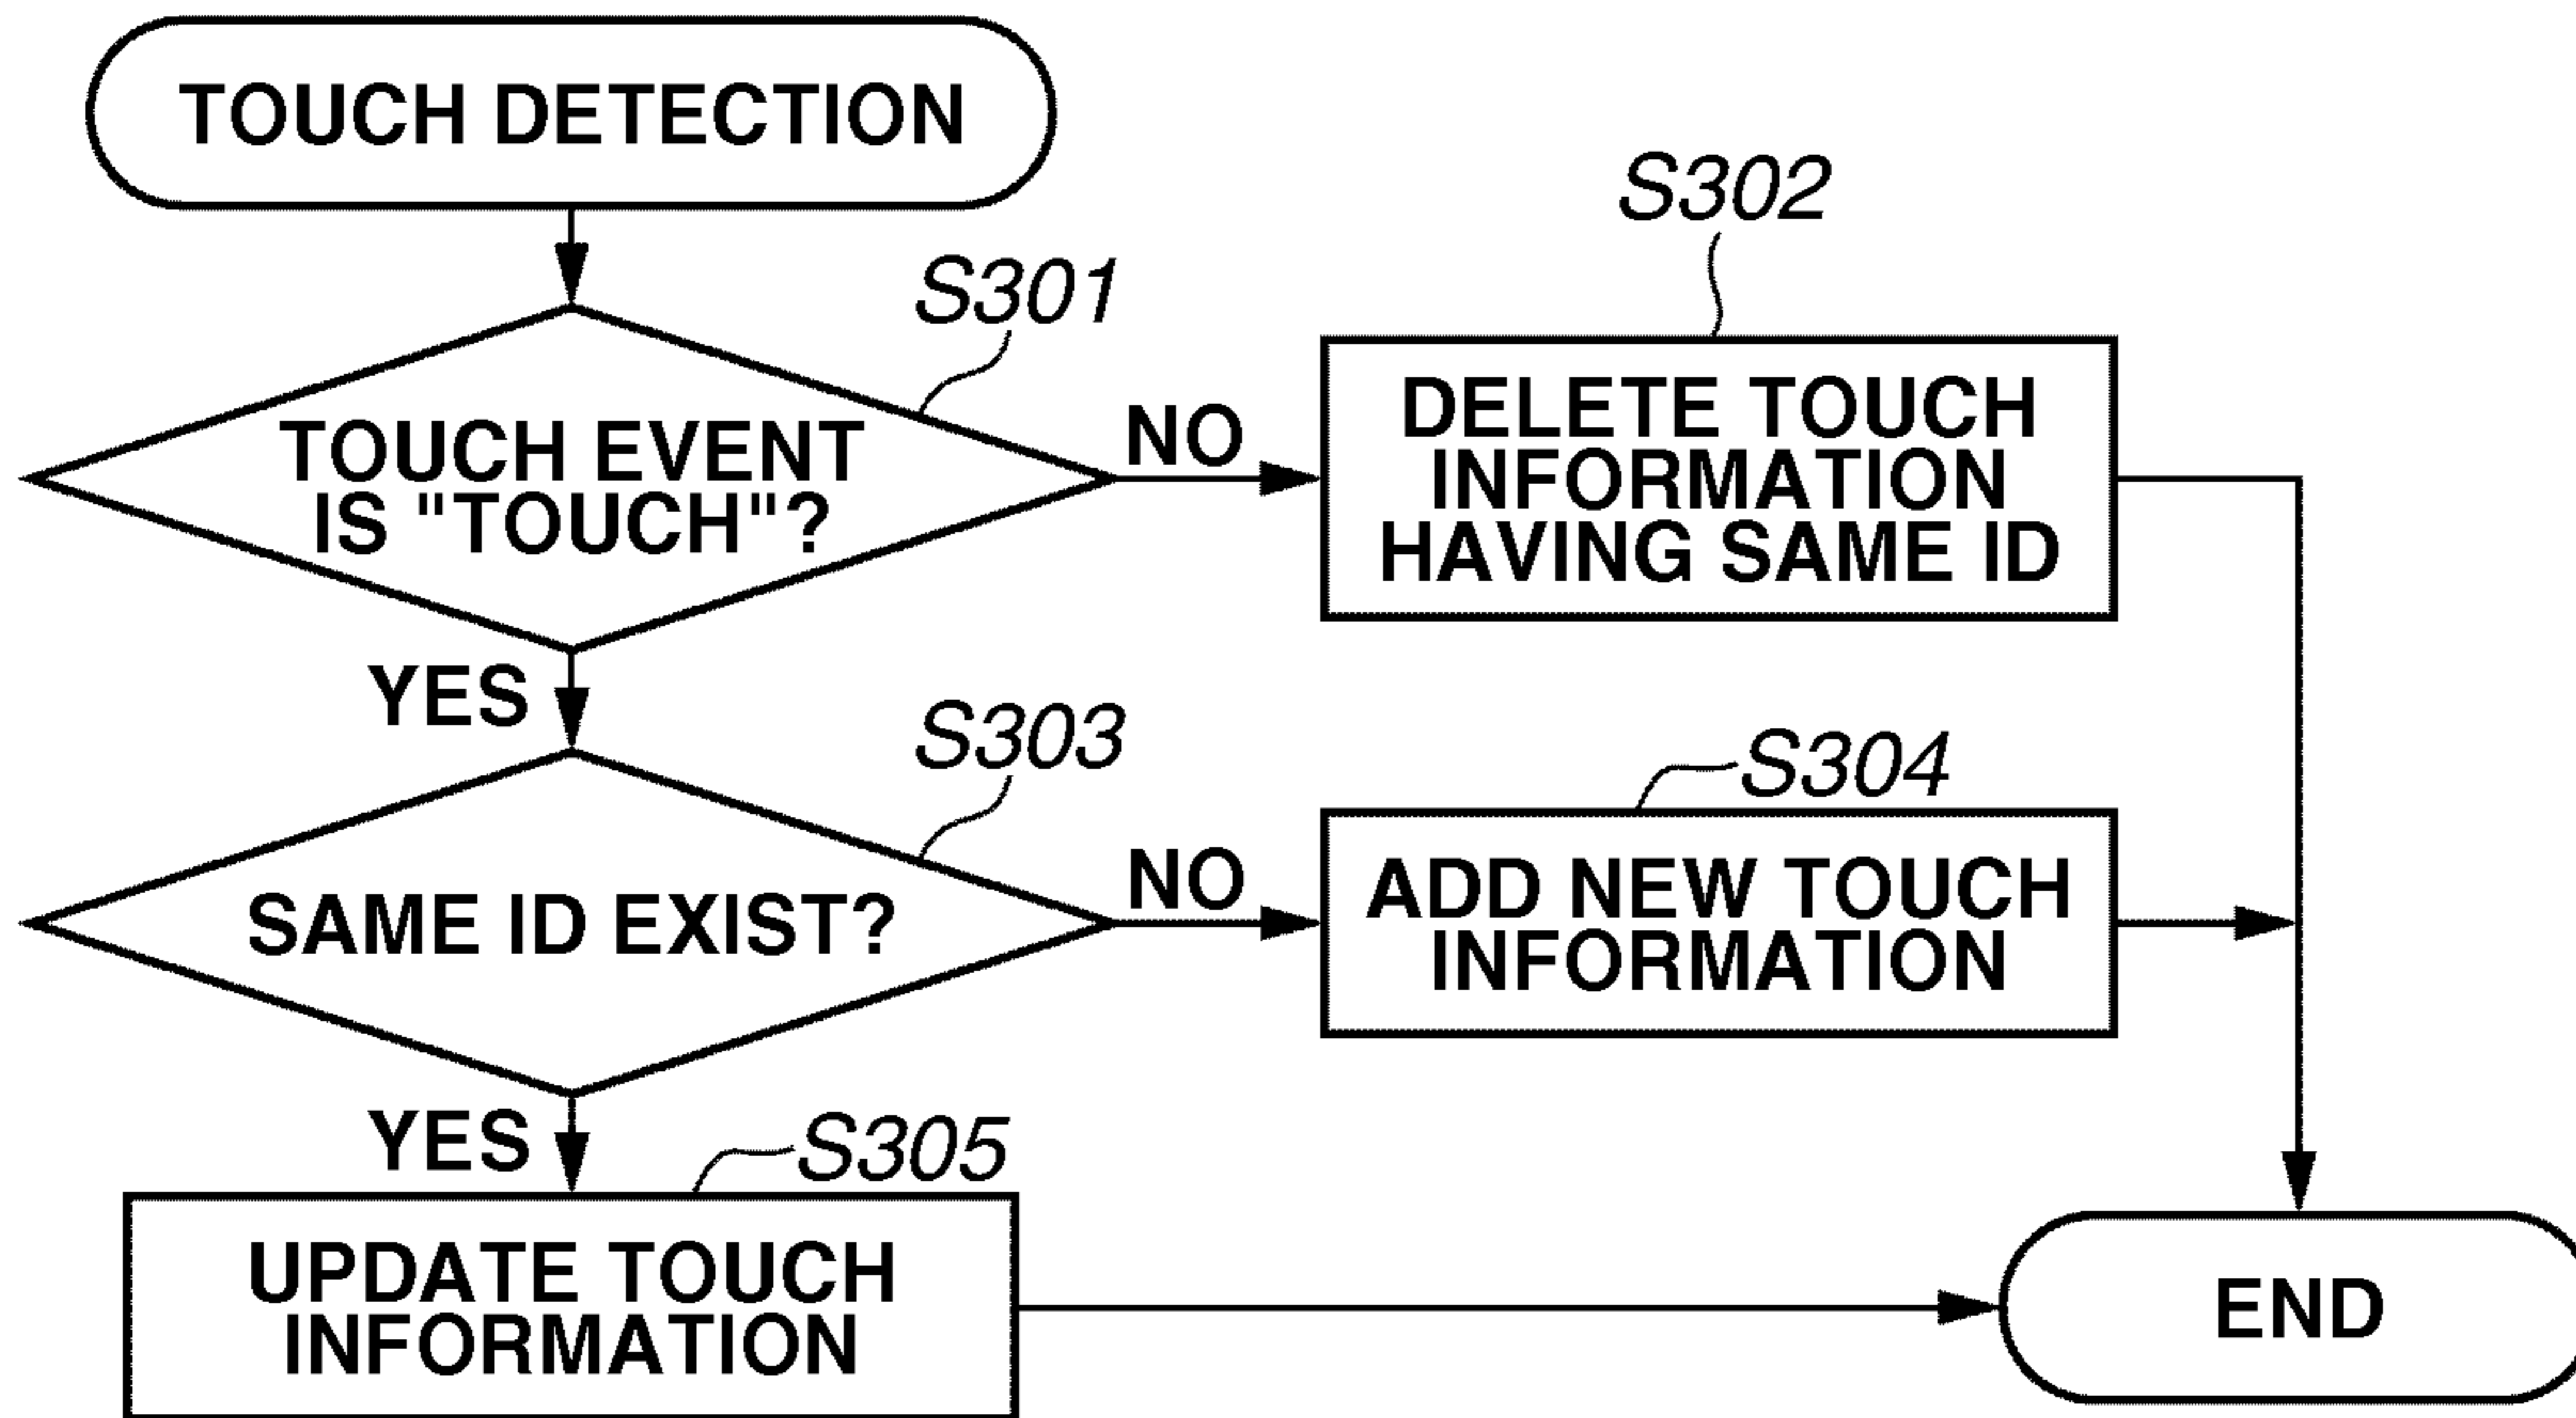 TOUCH DETECTION
S301
S302
TOUCH EVENT
IS "TOUCH"?
NO
DELETE TOUCH
INFORMATION
HAVING SAME ID
YES
S303
S304
SAME ID EXIST?
NO
ADD NEW TOUCH
INFORMATION
YES
S305
UPDATE TOUCH
INFORMATION
END